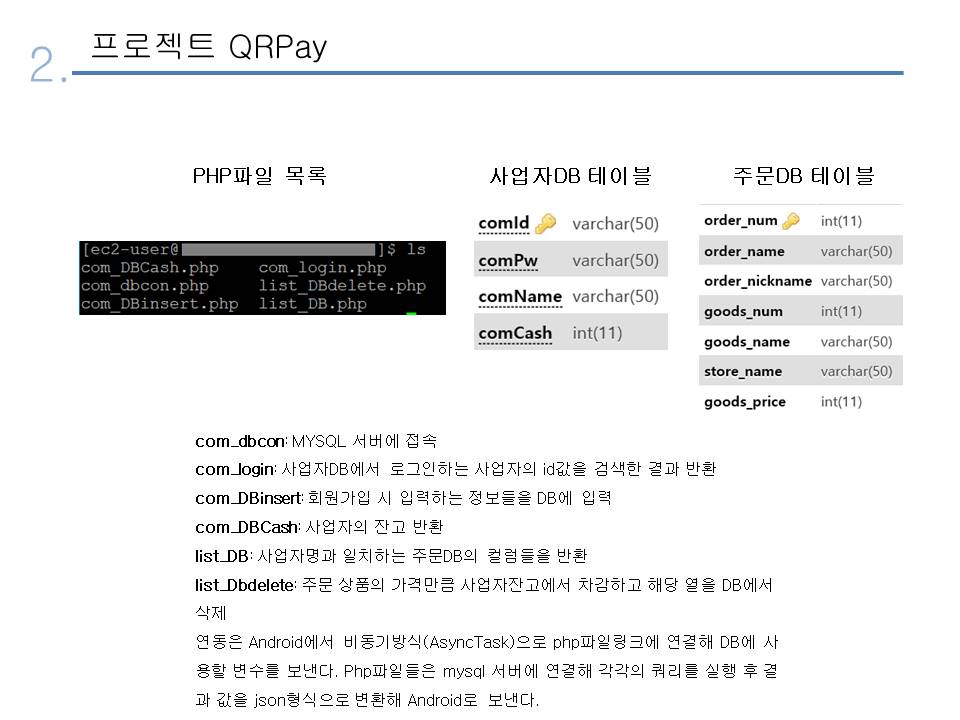 2.
프로젝트 QRPay
PHP파일 목록
[ec2-user@ ]$ ls
com_DBCash.php com_login.php
com_dbcon.php list_DBdelete.php
com_DBinsert.php list_DB.php
사업자DB 테이블
comId varchar(50)
comPw varchar(50)
comName varchar(50)
comCash int(11)
주문DB 테이블
order_num int(11)
order_name varchar(50)
order_nickname varchar(50)
goods_num int(11)
goods_name varchar(50)
store_name varchar(50)
goods_price int(11)
com_dbcon: MYSQL 서버에 접속
com_login: 사업자DB에서 로그인하는 사업자의 id값을 검색한 결과 반환
com_DBinsert: 회원가입 시 입력하는 정보들을 DB에 입력
com_DBCash: 사업자의 잔고 반환
list_DB: 사업자명과 일치하는 주문DB의 컬럼들을 반환
list_Dbdelete: 주문 상품의 가격만큼 사업자잔고에서 차감하고 해당 열을 DB에서
삭제
연동은 Android에서 비동기방식(AsyncTask)으로 php파일링크에 연결해 DB에 사
용할 변수를 보낸다. Php파일들은 mysql 서버에 연결해 각각의 쿼리를 실행 후 결
과 값을 json형식으로 변환해 Android로 보낸다.